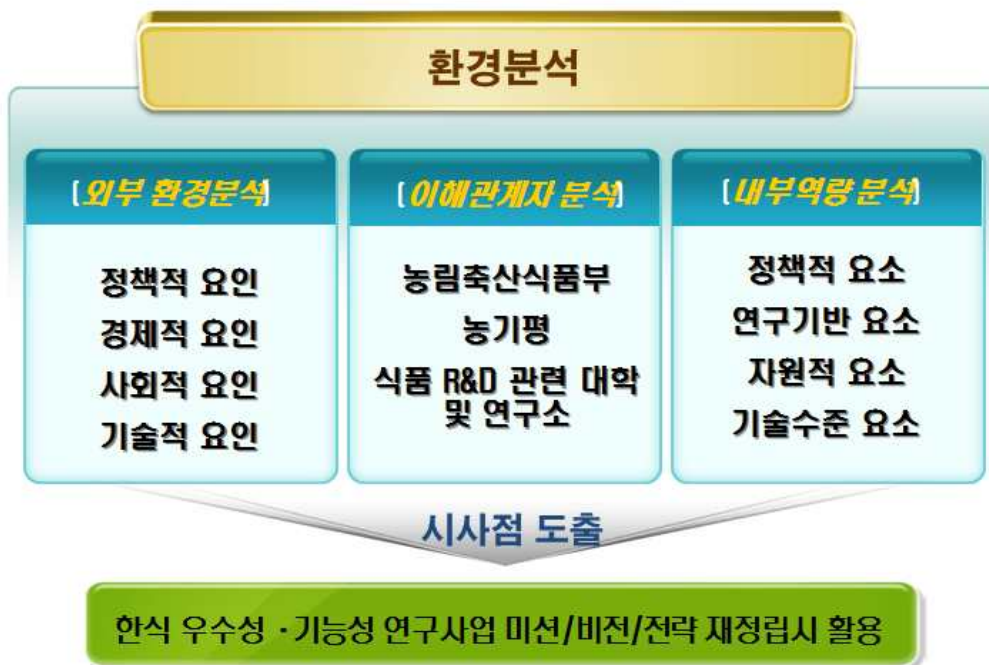 환경분석
[외부 환경분석]
정책적 요인
경제적 요인
사회적 요인
기술적 요인
[이해관계자 분석]
농림축산식품부
농기평
식품 R&D 관련 대학
및 연구소
[내부역량 분석]
정책적 요소
연구기반 요소
자원적 요소
기술수준 요소
시사점 도출
한식 우수성 · 기능성 연구사업 미션/비전/전략 재정립시 활용